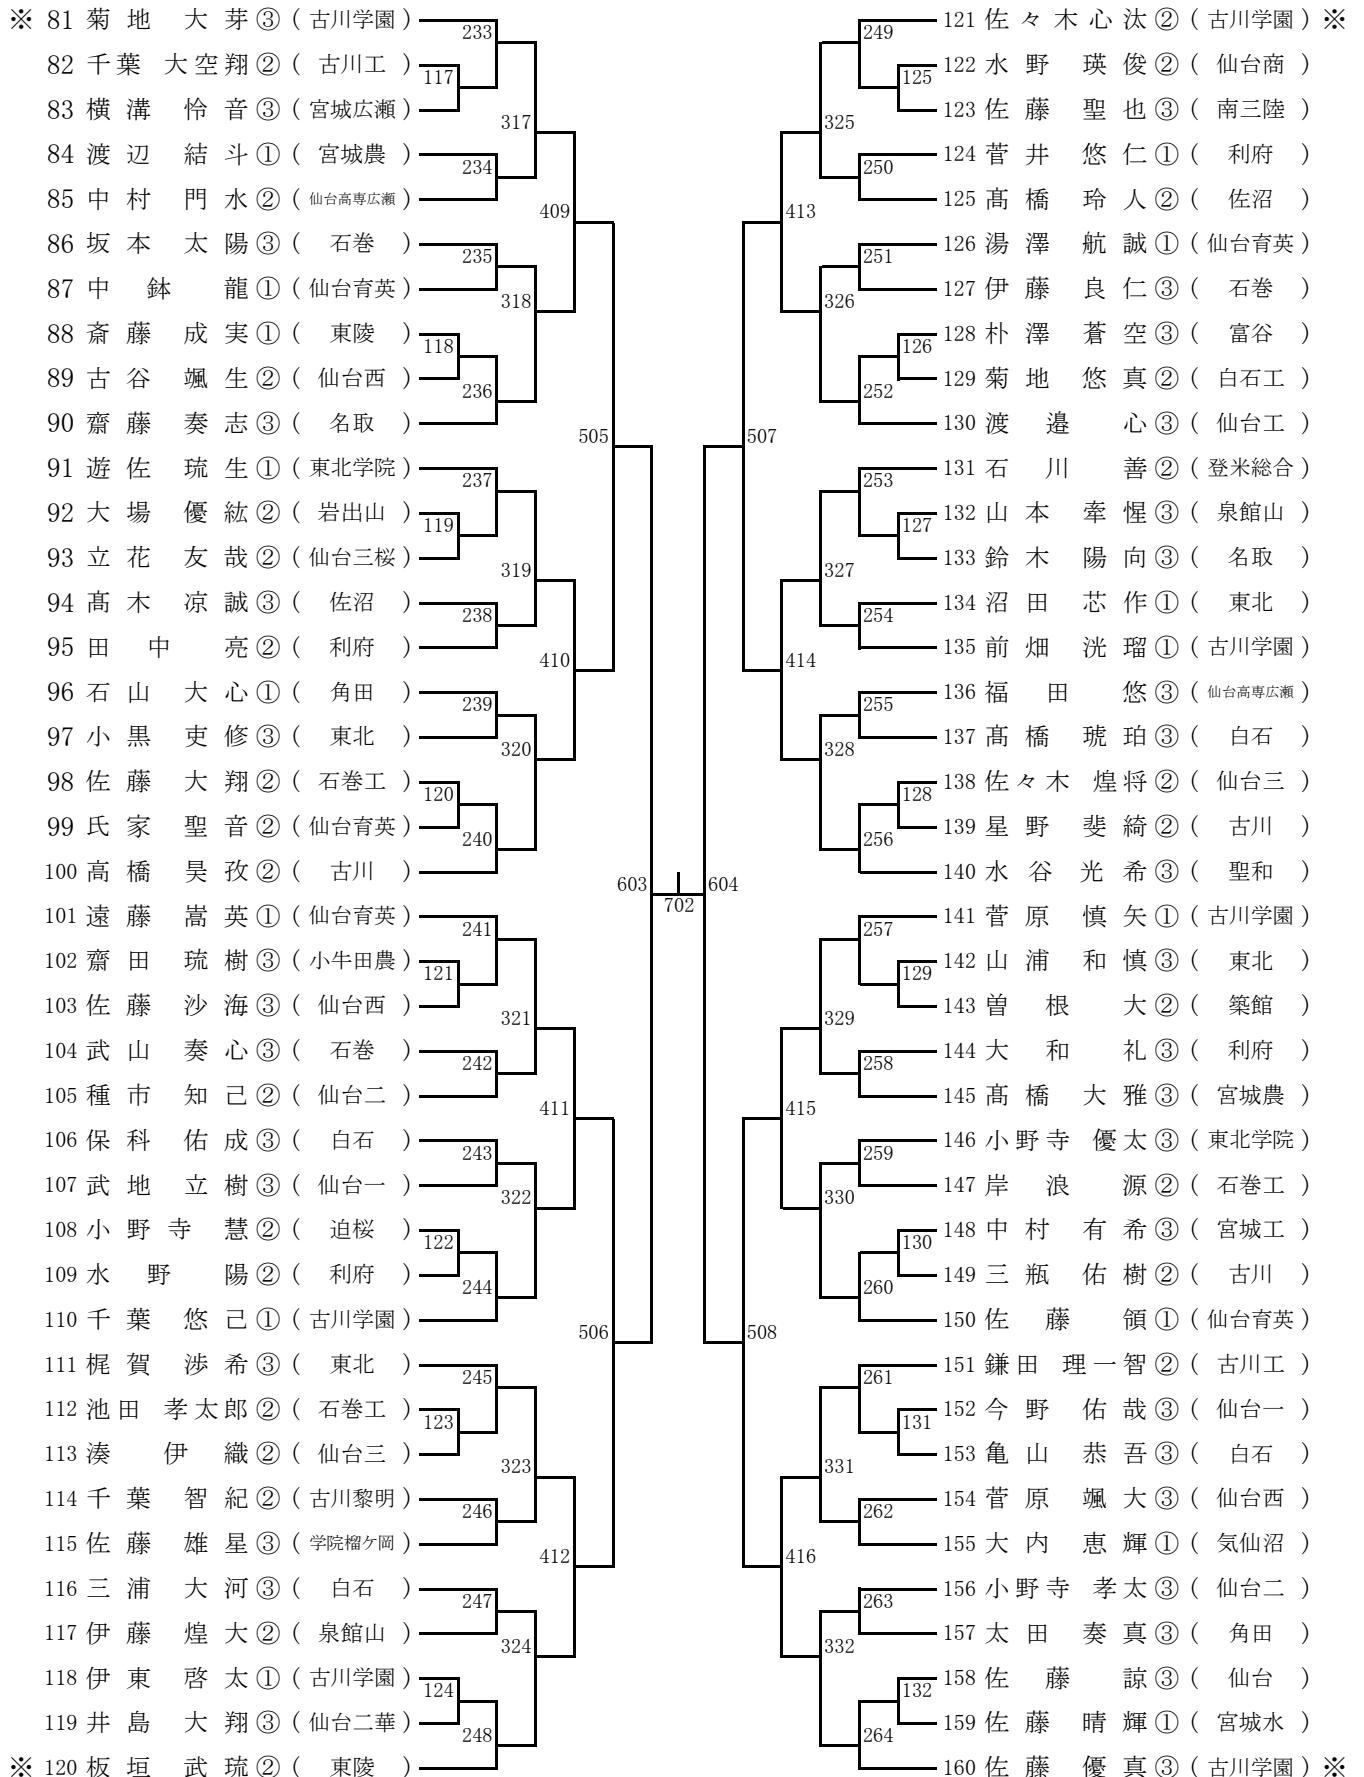 ※ 81 菊地 大芽③(古川学園)
82 千葉 大空翔②(古川工)
83 横溝 怜音③(宮城広瀬)
84 渡辺 結斗①(宮城農)
85 中村 門水②(仙台高専広瀬)
86 坂本 太陽③(石巻)
87 中鉢 龍①(仙台育英)
88 斎藤 成実①(東陵)
89 古谷 颯生②(仙台西)
90 齋藤 奏志③(名取)
91 遊佐 琉生①(東北学院)
92 大場 優紘②(岩出山)
93 立花 友哉②(仙台三桜)
94 髙木 凉誠③(佐沼)
95 田中 亮②(利府)
96 石山 大心①(角田)
97 小黒 吏修③(東北)
98 佐藤 大翔②(石巻工)
99 氏家 聖音②(仙台育英)
100 高橋 昊孜②(古川)
101 遠藤 嵩英①(仙台育英)
102 齋田 琉樹③(小牛田農)
103 佐藤 沙海③(仙台西)
104 武山 奏心③(石巻)
105 種市 知己②(仙台二)
106 保科 佑成③(白石)
107 武地 立樹③(仙台一)
108 小野寺 慧②(迫桜)
109 水野 陽②(利府)
110 千葉 悠己①(古川学園)
111 梶賀 渉希③(東北)
112 池田 孝太郎②(石巻工)
113 湊 伊織②(仙台三)
114 千葉 智紀②(古川黎明)
115 佐藤 雄星③(学院榴ケ岡)
116 三浦 大河③(白石)
117 伊藤 煌大②(泉館山)
118 伊東 啓太①(古川学園)
119 井島 大翔③(仙台二華)
※ 120 板垣 武琉②(東陵)
233
117
317
234
409
235
318
118
236
505
237
119
319
238
410
239
320
120
240
603
241
121
321
242
411
243
322
122
244
506
245
123
323
246
412
247
324
124
248
702
121 佐々木心汰②(古川学園)※
122 水野 瑛俊②(仙台商)
123 佐藤 聖也③(南三陸)
124 菅井 悠仁①(利府)
125 髙橋 玲人②(佐沼)
126 湯澤 航誠①(仙台育英)
127 伊藤 良仁③(石巻)
128 朴澤 蒼空③(富谷)
129 菊地 悠真②(白石工)
130 渡邉 心③(仙台工)
131 石川 善②(登米総合)
132 山本 牽惺③(泉館山)
133 鈴木 陽向③(名取)
134 沼田 芯作①(東北)
135 前畑 洸瑠①(古川学園)
136 福田 悠③(仙台高専広瀬)
137 髙橋 琥珀③(白石)
138 佐々木 煌将②(仙台三)
139 星野 斐綺②(古川)
140 水谷 光希③(聖和)
141 菅原 慎矢①(古川学園)
142 山浦 和慎③(東北)
143 曽根 大②(築館)
144 大和 礼③(利府)
145 髙橋 大雅③(宮城農)
146 小野寺 優太③(東北学院)
147 岸浪 源②(石巻工)
148 中村 有希③(宮城工)
149 三瓶 佑樹②(古川)
150 佐藤 領①(仙台育英)
151 鎌田 理一智②(古川工)
152 今野 佑哉③(仙台一)
153 亀山 恭吾③(白石)
154 菅原 颯大③(仙台西)
155 大内 恵輝①(気仙沼)
156 小野寺 孝太③(仙台二)
157 太田 奏真③(角田)
158 佐藤 諒③(仙台)
159 佐藤 晴輝①(宮城水)
160 佐藤 優真③(古川学園)※
249
125
325
250
413
251
326
126
252
507
253
127
327
254
414
255
328
128
256
604
257
129
329
258
415
259
330
130
260
508
261
131
331
262
416
263
332
132
264